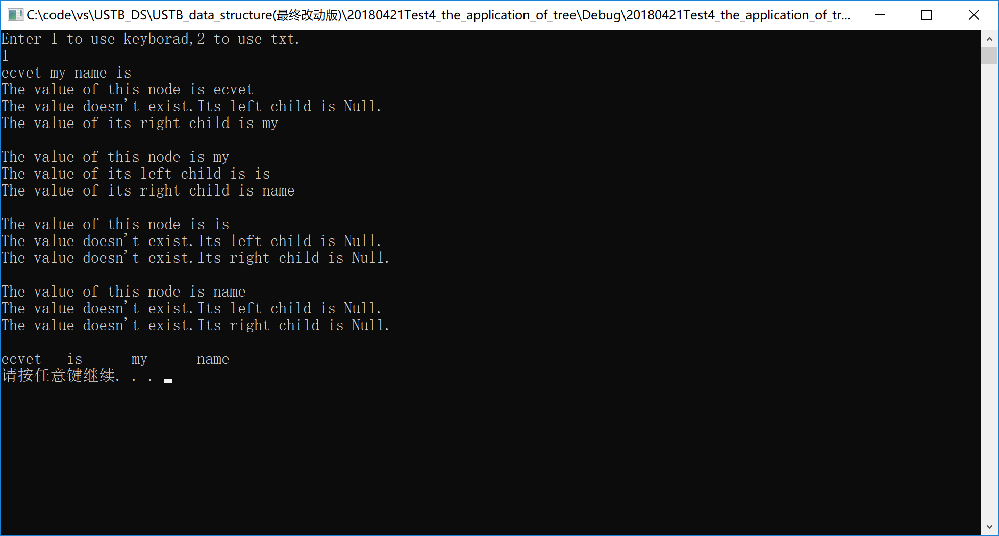 C:\code\vs\USTB_DS\USTB_data_structure(最终改动版)\20180421Test4_the_application_of_tree\Debug\20180421Test4_the_application_of_tr...
Enter 1 to use keyborad,2 to use txt.
1
ecvet my name is
The value of this node is ecvet
The value doesn't exist.Its left child is Null.
The value of its right child is my
The value of this node is my
The value of its left child is is
The value of its right child is name
The value of this node is is
The value doesn't exist.Its left child is Null.
The value doesn't exist.Its right child is Null.
The value of this node is name
The value doesn't exist.Its left child is Null.
The value doesn't exist.Its right child is Null.
ecvet is my name
请按任意键继续. . .